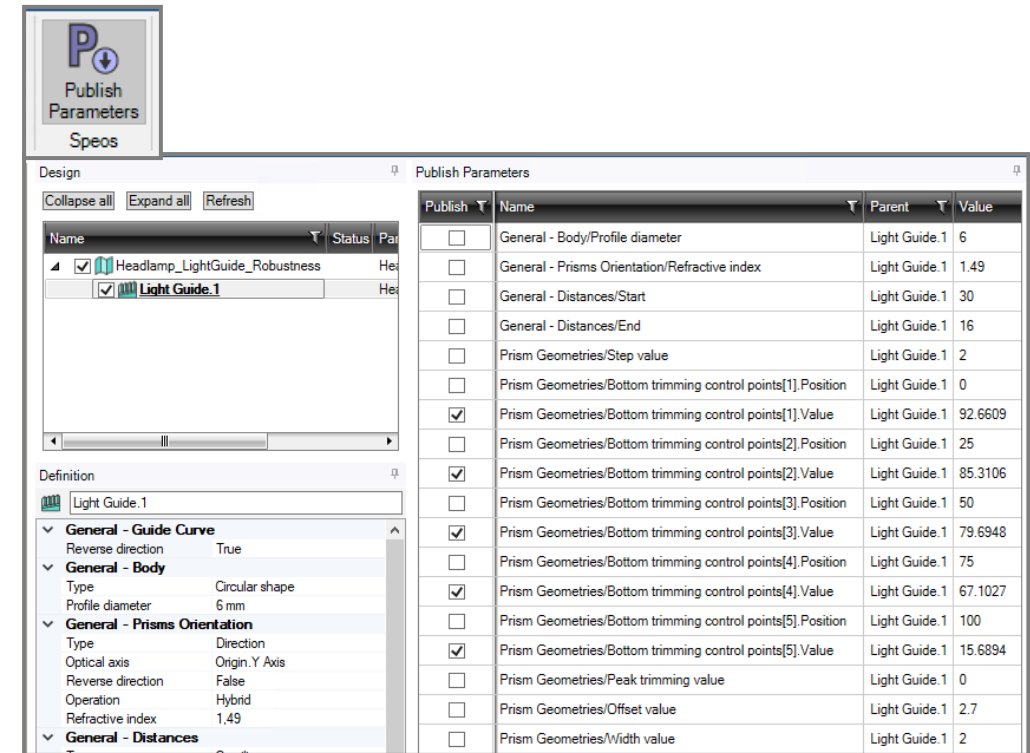 Publish
Parameters
Speos
Design
Collapse all Expand all Refresh
Name Status Par
Headlamp_LightGuide_Robustness Hea
Light Guide.1 Hea
Definition
Light Guide.1
General - Guide Curve
Reverse direction True
General - Body
Type Circular shape
Profile diameter 6 mm
General - Prisms Orientation
Type Direction
Optical axis Origin.Y Axis
Reverse direction False
Operation Hybrid
Refractive index 1,49
General - Distances
Publish Parameters
Publish Name Parent Value
General - Body/Profile diameter Light Guide.1 6
General - Prisms Orientation/Refractive index Light Guide.1 1.49
General - Distances/Start Light Guide.1 30
General - Distances/End Light Guide.1 16
Prism Geometries/Step value Light Guide.1 2
Prism Geometries/Bottom trimming control points[1].Position Light Guide.1 0
Prism Geometries/Bottom trimming control points[1].Value Light Guide.1 92.6609
Prism Geometries/Bottom trimming control points[2].Position Light Guide.1 25
Prism Geometries/Bottom trimming control points[2].Value Light Guide.1 85.3106
Prism Geometries/Bottom trimming control points[3].Position Light Guide.1 50
Prism Geometries/Bottom trimming control points[3].Value Light Guide.1 79.6948
Prism Geometries/Bottom trimming control points[4].Position Light Guide.1 75
Prism Geometries/Bottom trimming control points[4].Value Light Guide.1 67.1027
Prism Geometries/Bottom trimming control points[5].Position Light Guide.1 100
Prism Geometries/Bottom trimming control points[5].Value Light Guide.1 15.6894
Prism Geometries/Peak trimming value Light Guide.1 0
Prism Geometries/Offset value Light Guide.1 2.7
Prism Geometries/Width value Light Guide.1 2